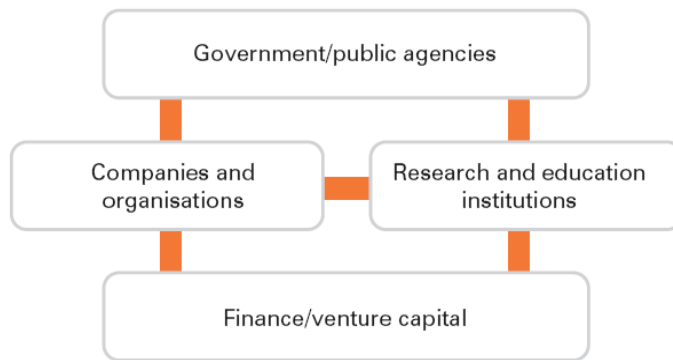 Government/public agencies
Companies and
organisations
Research and education
institutions
Finance/venture capital